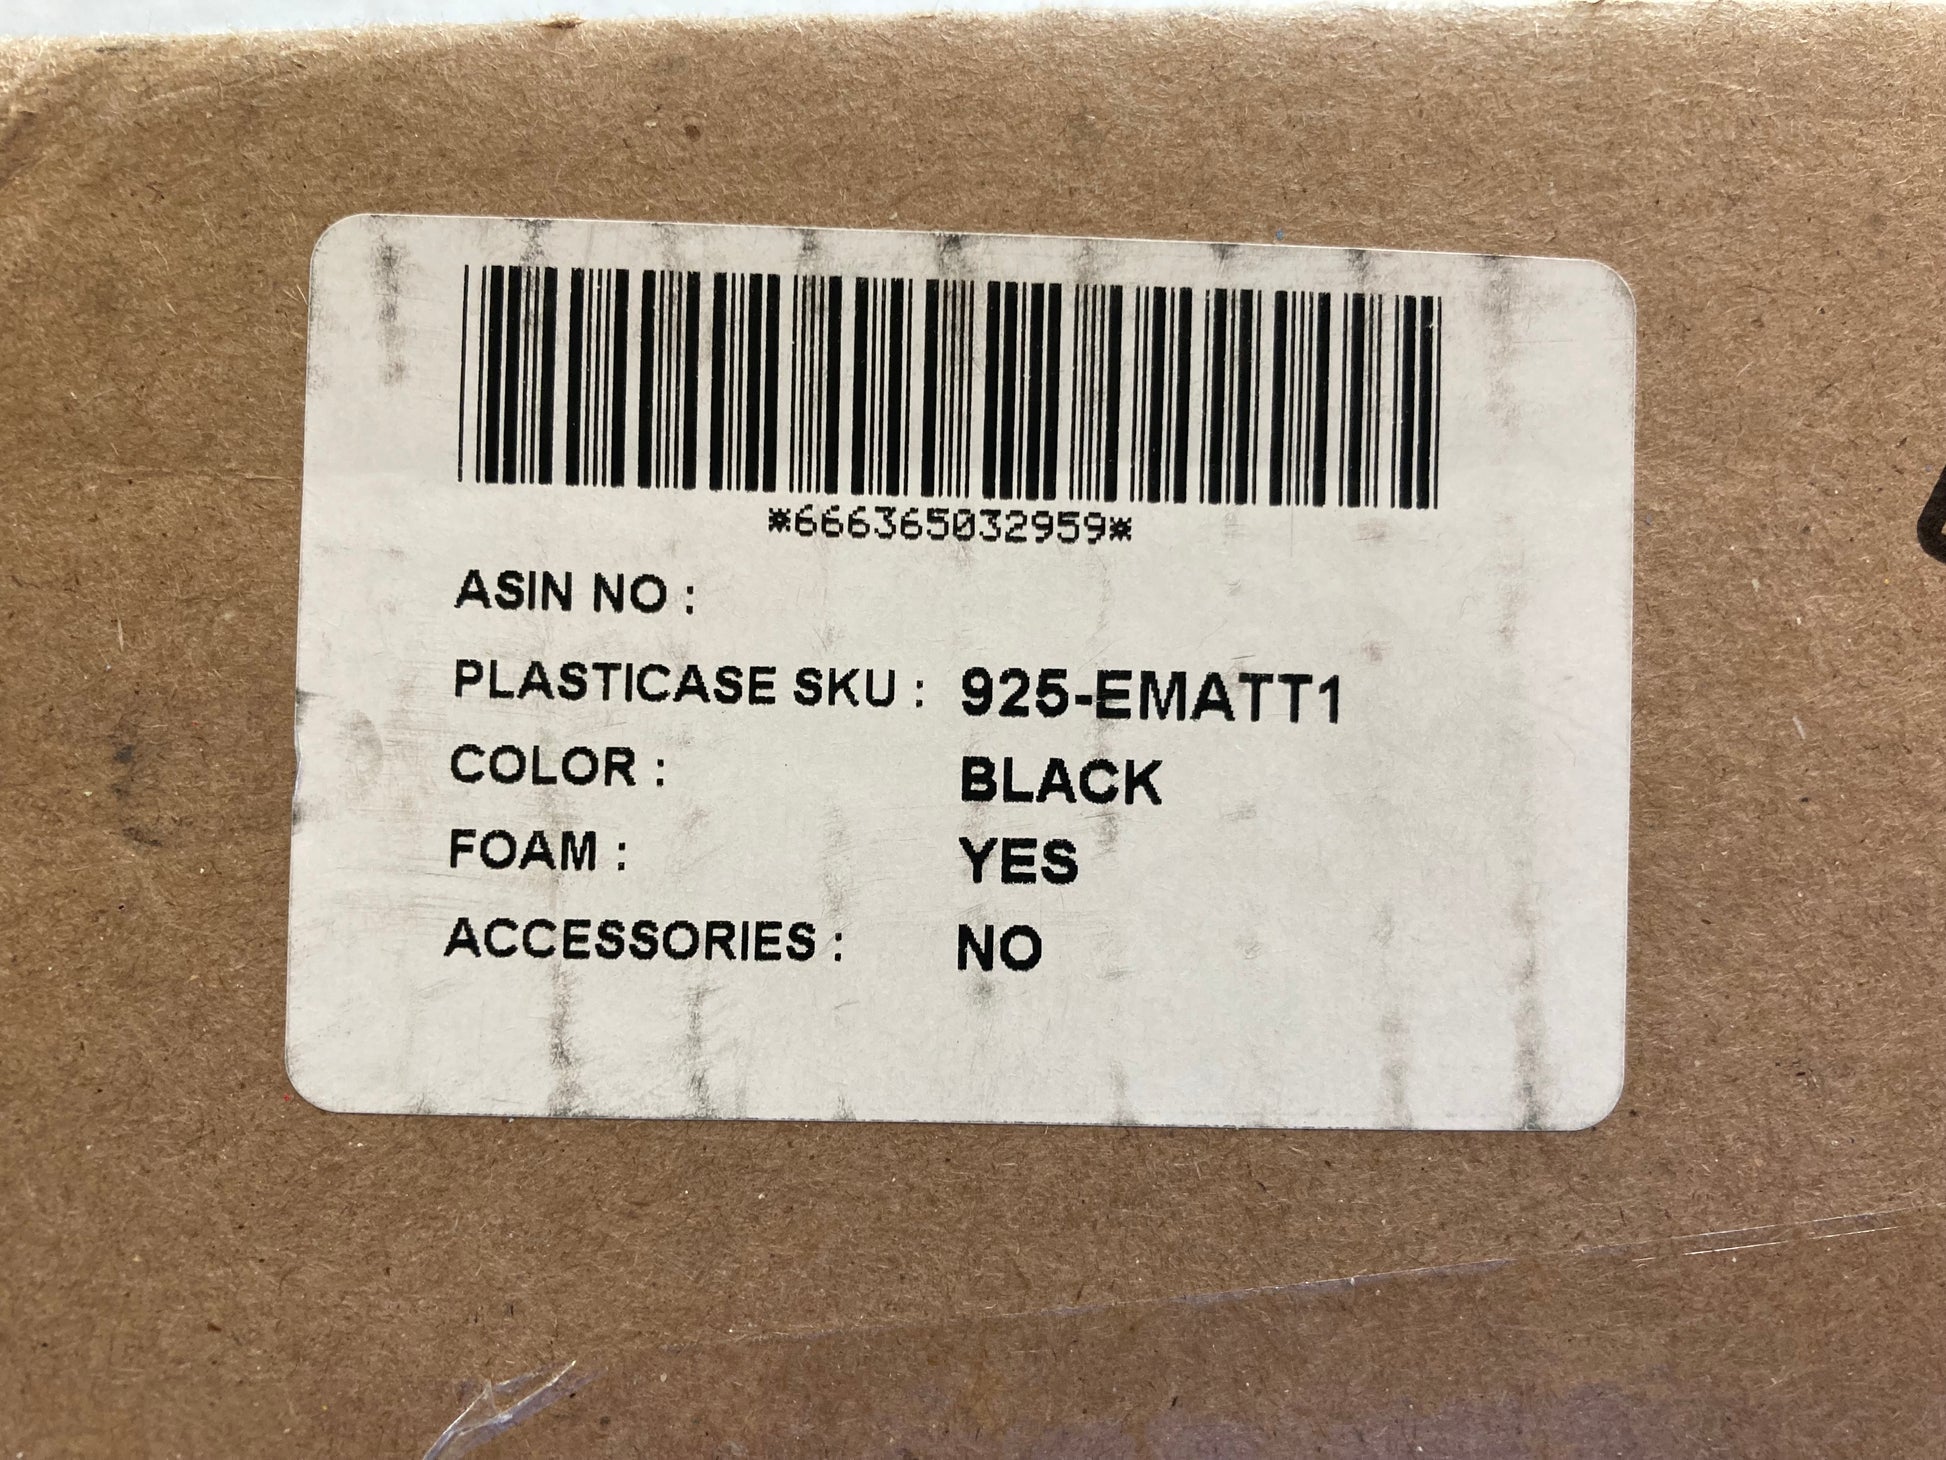 *666365032959*
ASIN NO :
PLASTICASE SKU : 925-EMATT1
COLOR : BLACK
FOAM : YES
ACCESSORIES : NO